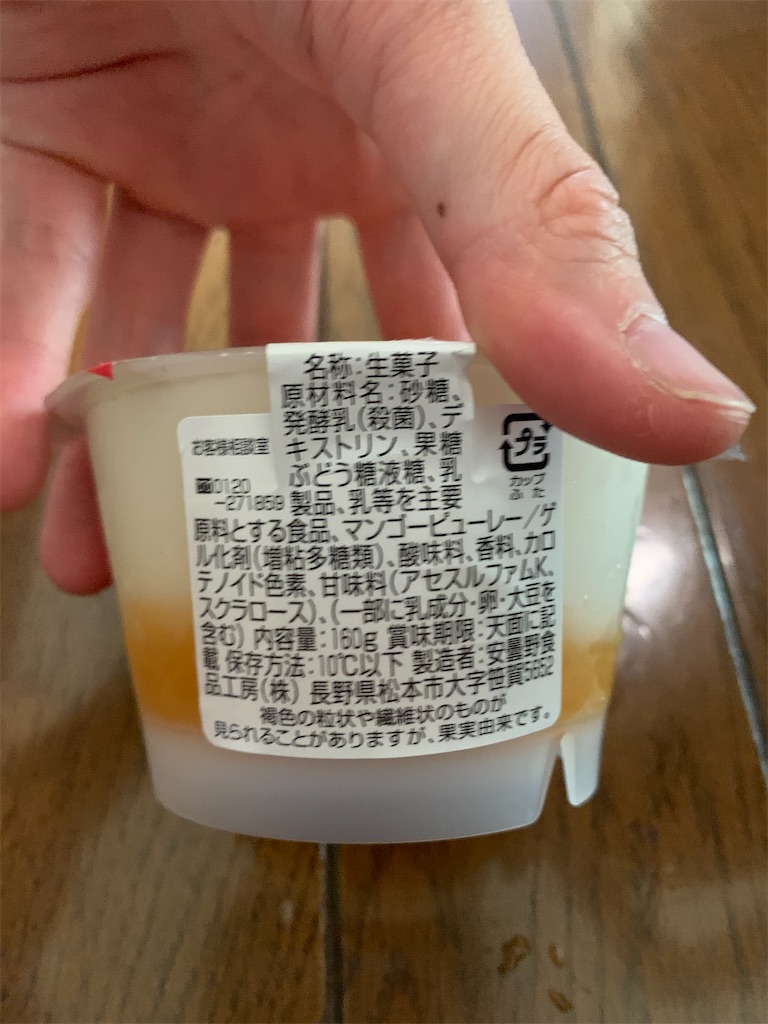 名称:生菓子
原材料名:砂糖、
発酵乳(殺菌)、デ
キストリン、果糖
ぶどう糖液糖、乳
製品、乳等を主要
原料とする食品、マンゴーピューレー/ゲ
ル化剤(増粘多糖類)、酸味料、香料、カロ
テノイド色素、甘味料(アセスルファムK、
スクラロース)、(一部に乳成分・卵・大豆を
含む) 内容量:160g 賞味期限:天面に記
載 保存方法:10℃以下 製造者:安曇野食
品工房(株) 長野県松本市大字笹賀5652
褐色の粒状や繊維状のものが
見られることがありますが、果実由来です。
お客様相談室
0120
-271859
プラ
カップ
ふた